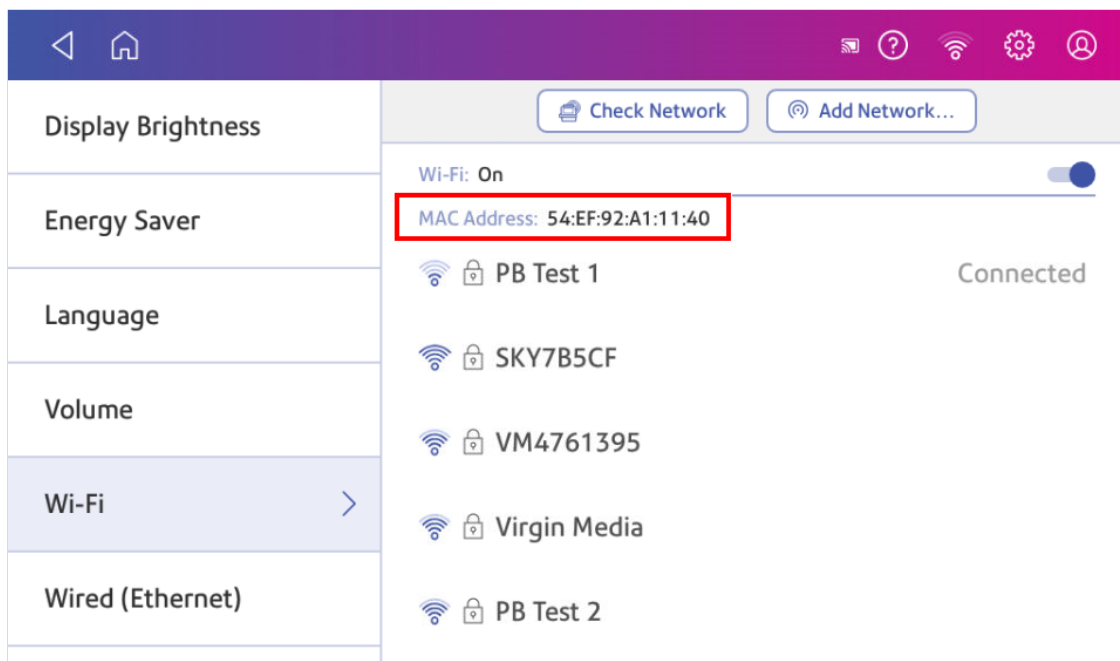 Display Brightness
Energy Saver
Language
Volume
Wi-Fi
Wired (Ethernet)
Check Network
Add Network...
Wi-Fi: On
MAC Address: 54:EF:92:A1:11:40
PB Test 1 Connected
SKY7B5CF
VM4761395
Virgin Media
PB Test 2